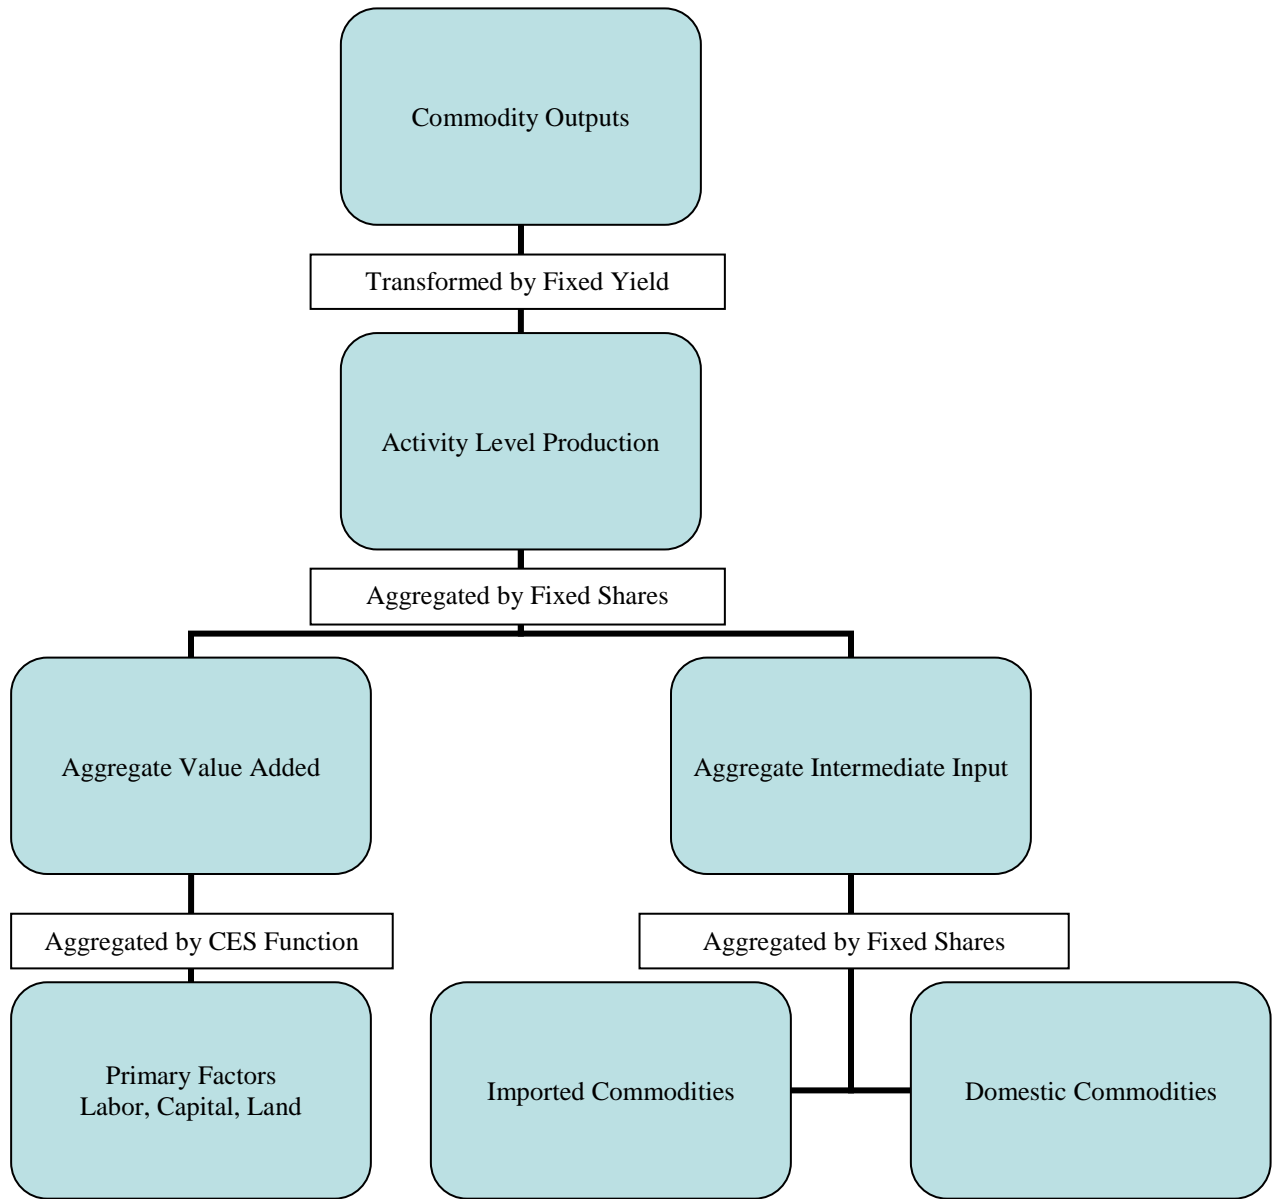 Commodity Outputs
Transformed by Fixed Yield
Activity Level Production
Aggregated by Fixed Shares
Aggregate Value Added
Aggregate Intermediate Input
Aggregated by CES Function
Aggregated by Fixed Shares
Primary Factors
Labor, Capital, Land
Imported Commodities
Domestic Commodities